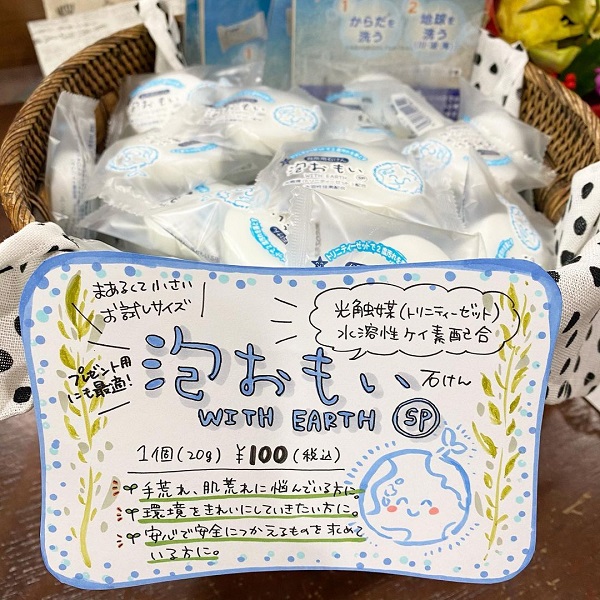 1
からだを
洗う
2
地球を
洗う
泡おもい
WITH EARTH
SP
まあるくて小さい
お試しサイズ
光触媒(トリニティーゼット)
水溶性ケイ素配合
プレゼント用
にも最適!
泡おもい 石けん
WITH EARTH SP
1個(20g) ¥100(税込)
手荒れ、肌荒れに悩んでいる方に。
環境をきれいにしていきたい方に。
安心で安全につかえるものを求めて
いる方に。